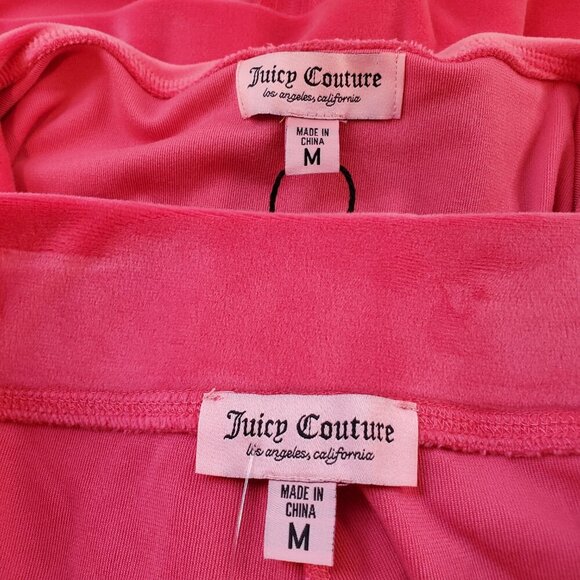 Juicy Couture
los angeles, california
MADE IN
CHINA
M
Juicy Couture
los angeles, california
MADE IN
CHINA
M